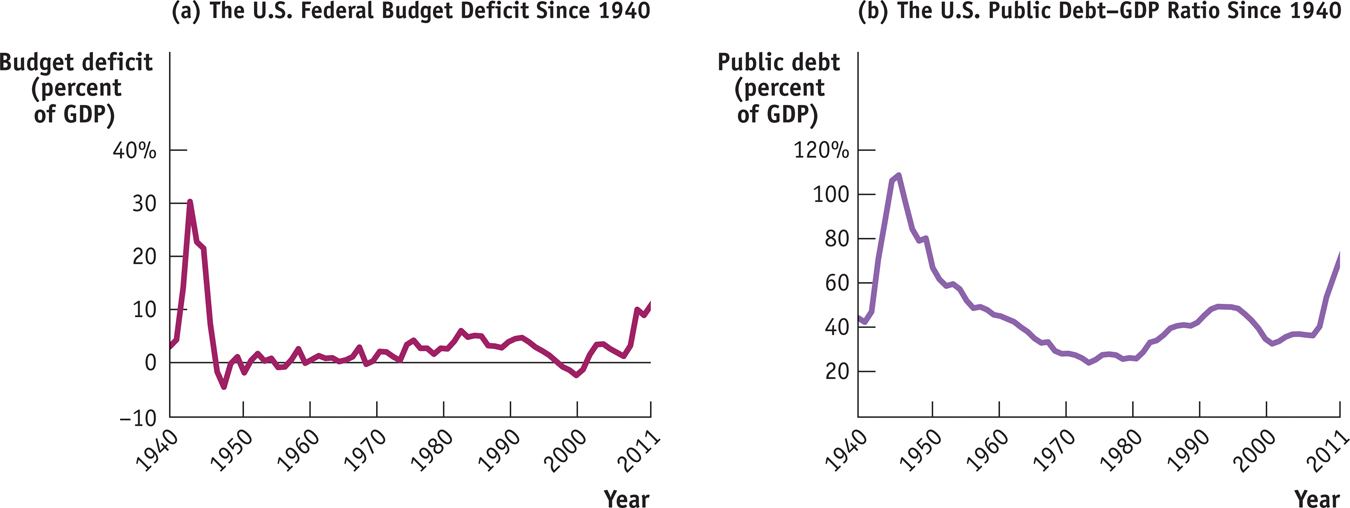 (a) The U.S. Federal Budget Deficit Since 1940
Budget deficit
(percent
of GDP)
40%
30
20
10
0
–10
1940
1950
1960
1970
1980
1990
2000
2011
Year
(b) The U.S. Public Debt–GDP Ratio Since 1940
Public debt
(percent
of GDP)
120%
100
80
60
40
20
1940
1950
1960
1970
1980
1990
2000
2011
Year